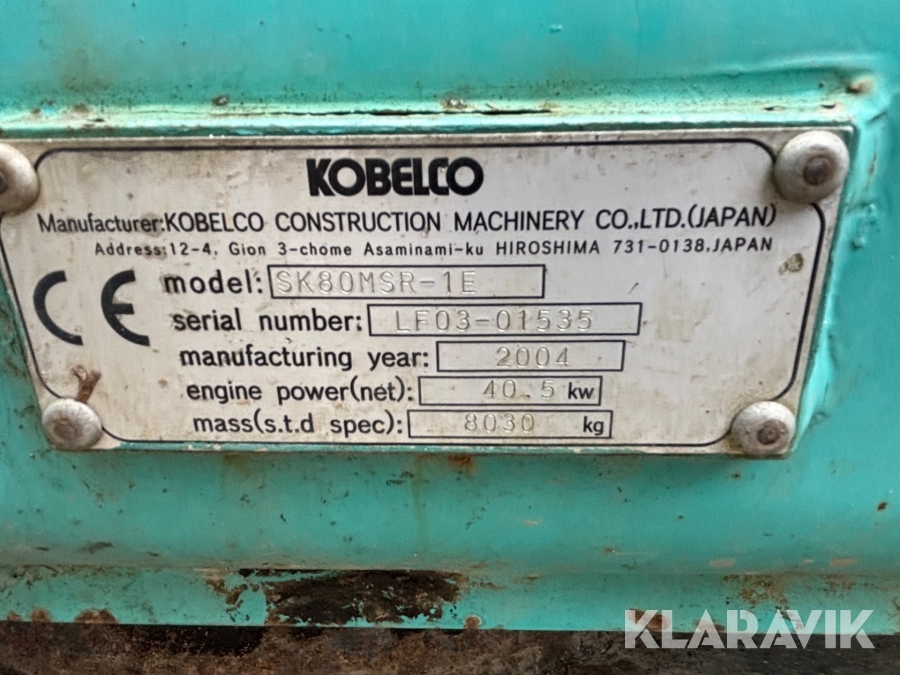 KOBELCO
Manufacturer:KOBELCO CONSTRUCTION MACHINERY CO.,LTD.(JAPAN)
Address:12-4, Gion 3-chome Asaminami-ku HIROSHIMA 731-0138,JAPAN
CE
model: SK80MSR-1E
serial number: LF03-01535
manufacturing year: 2004
engine power(net): 40.5 kw
mass(s.t.d spec): 8030 kg
KLARAVIK